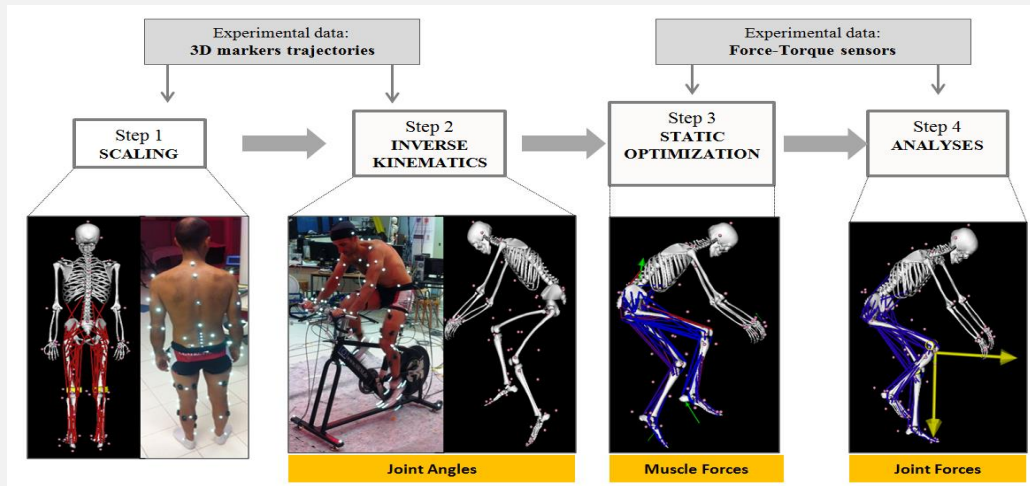 Experimental data:
3D markers trajectories
Experimental data:
Force-Torque sensors
Step 1
SCALING
Step 2
INVERSE
KINEMATICS
Step 3
STATIC
OPTIMIZATION
Step 4
ANALYSES
Joint Angles
Muscle Forces
Joint Forces